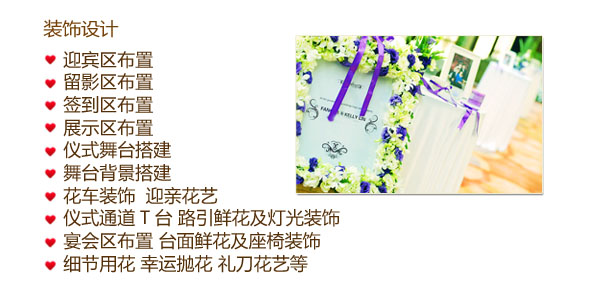 装饰设计
迎宾区布置
留影区布置
签到区布置
展示区布置
仪式舞台搭建
舞台背景搭建
花车装饰 迎亲花艺
仪式通道 T 台 路引鲜花及灯光装饰
宴会区布置 台面鲜花及座椅装饰
细节用花 幸运抛花 礼刀花艺等